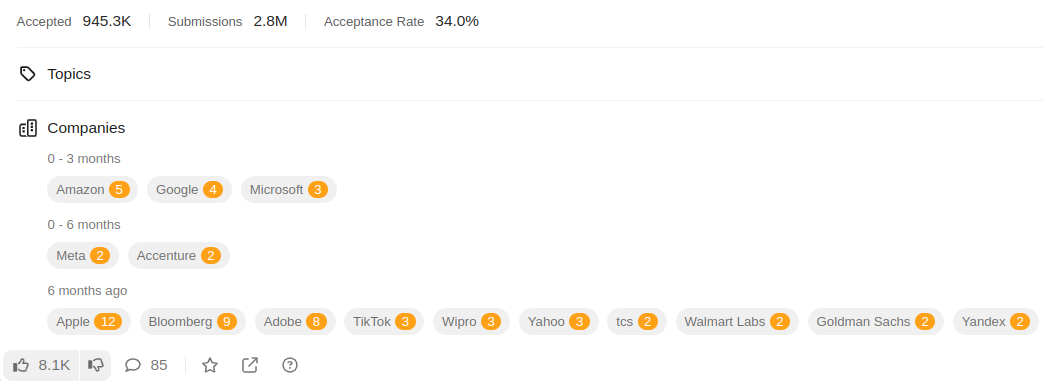 Accepted 945.3K Submissions 2.8M Acceptance Rate 34.0%
Topics
Companies
0 - 3 months
Amazon 5 Google 4 Microsoft 3
0 - 6 months
Meta 2 Accenture 2
6 months ago
Apple 12 Bloomberg 9 Adobe 8 TikTok 3 Wipro 3 Yahoo 3 tcs 2 Walmart Labs 2 Goldman Sachs 2 Yandex 2
8.1K 85